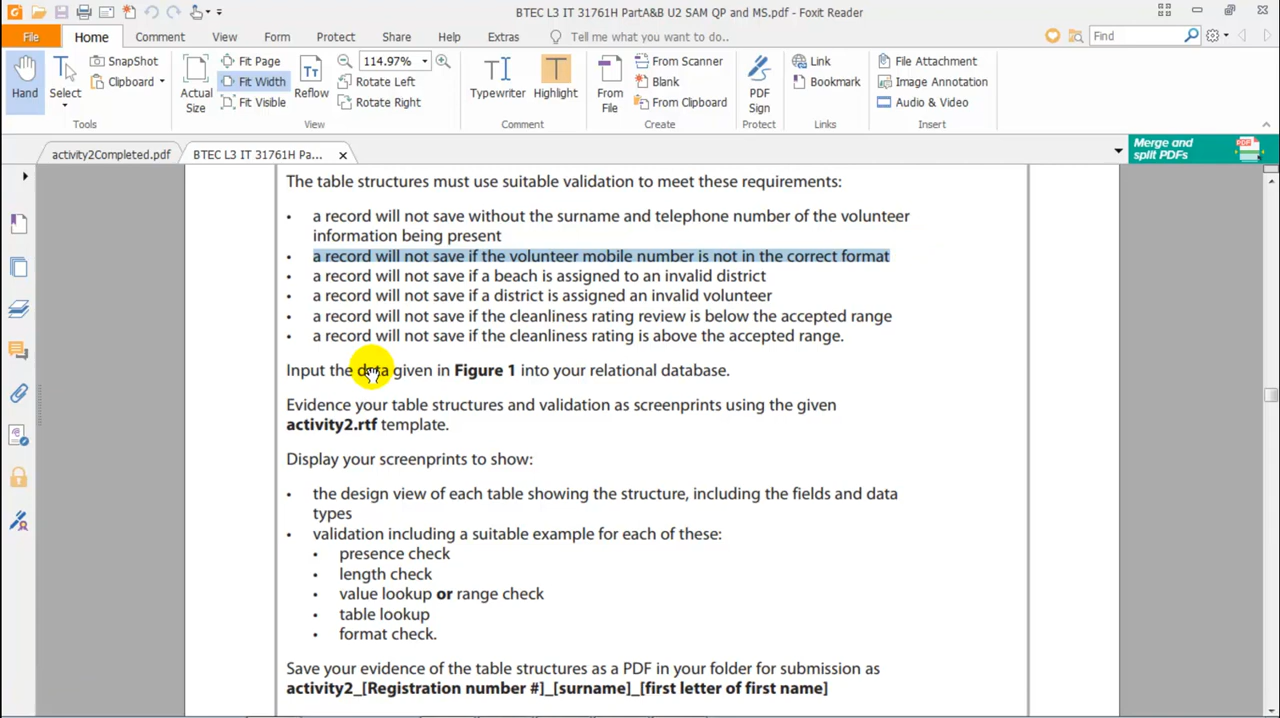 BTEC L3 IT 31761H PartA&B U2 SAM QP and MS.pdf - Foxit Reader
File Home Comment View Form Protect Share Help Extras Tell me what you want to do.. Find
Hand Select SnapShot Clipboard Actual Size Fit Page Fit Width Fit Visible Reflow 114.97% Rotate Left Rotate Right Typewriter Highlight From File From Scanner Blank From Clipboard PDF Sign Link Bookmark File Attachment Image Annotation Audio & Video
Tools View Comment Create Protect Links Insert
activity2Completed.pdf BTEC L3 IT 31761H Pa... Merge and split PDFs
The table structures must use suitable validation to meet these requirements:
• a record will not save without the surname and telephone number of the volunteer
information being present
• a record will not save if the volunteer mobile number is not in the correct format
• a record will not save if a beach is assigned to an invalid district
• a record will not save if a district is assigned an invalid volunteer
• a record will not save if the cleanliness rating review is below the accepted range
• a record will not save if the cleanliness rating is above the accepted range.
Input the data given in Figure 1 into your relational database.
Evidence your table structures and validation as screenprints using the given
activity2.rtf template.
Display your screenprints to show:
• the design view of each table showing the structure, including the fields and data
types
• validation including a suitable example for each of these:
• presence check
• length check
• value lookup or range check
• table lookup
• format check.
Save your evidence of the table structures as a PDF in your folder for submission as
activity2_[Registration number #]_[surname]_[first letter of first name]